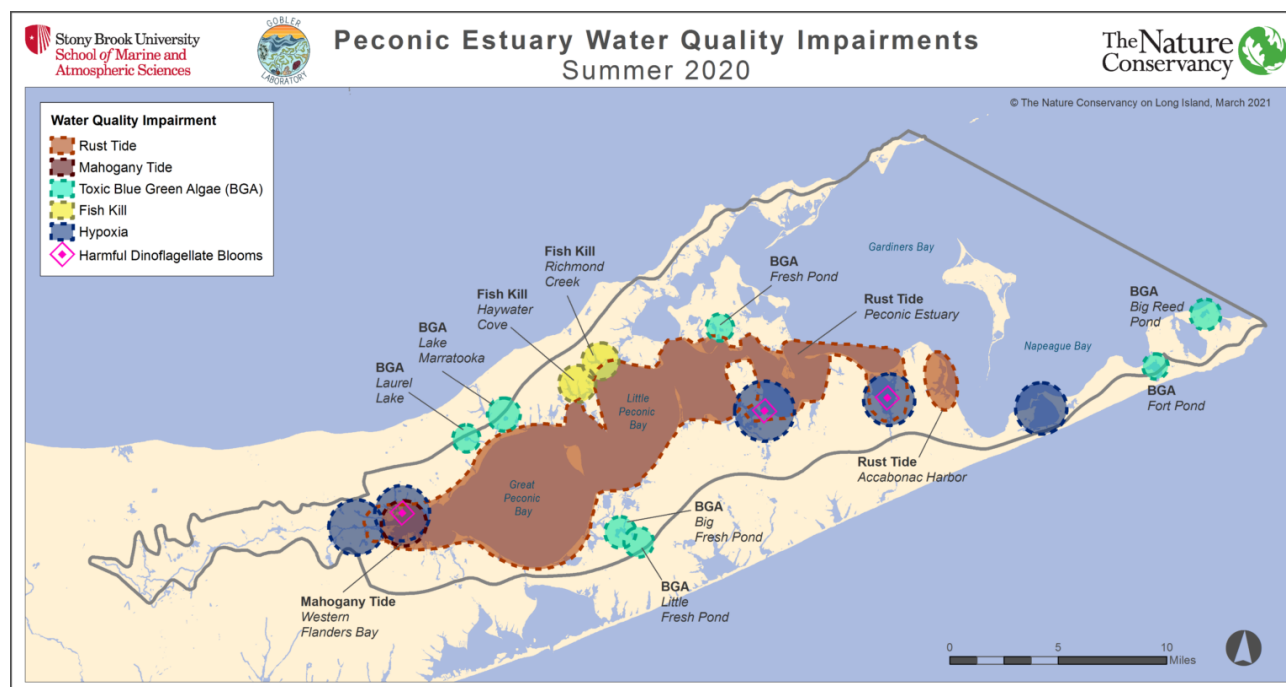 Stony Brook University
School of Marine and
Atmospheric Sciences
GOBLER
LABORATORY
Peconic Estuary Water Quality Impairments
Summer 2020
The Nature
Conservancy
© The Nature Conservancy on Long Island, March 2021
Water Quality Impairment
Rust Tide
Mahogany Tide
Toxic Blue Green Algae (BGA)
Fish Kill
Hypoxia
Harmful Dinoflagellate Blooms
Gardiners Bay
Fish Kill
Richmond
Creek
BGA
Fresh Pond
BGA
Big Reed
Pond
Fish Kill
Haywater
Cove
Rust Tide
Peconic Estuary
BGA
Lake
Marratooka
Napeague Bay
BGA
Laurel
Lake
Little
Peconic
Bay
BGA
Fort Pond
Rust Tide
Accabonac Harbor
Great
Peconic
Bay
BGA
Big
Fresh Pond
BGA
Little
Fresh Pond
Mahogany Tide
Western
Flanders Bay
0 5 10
Miles